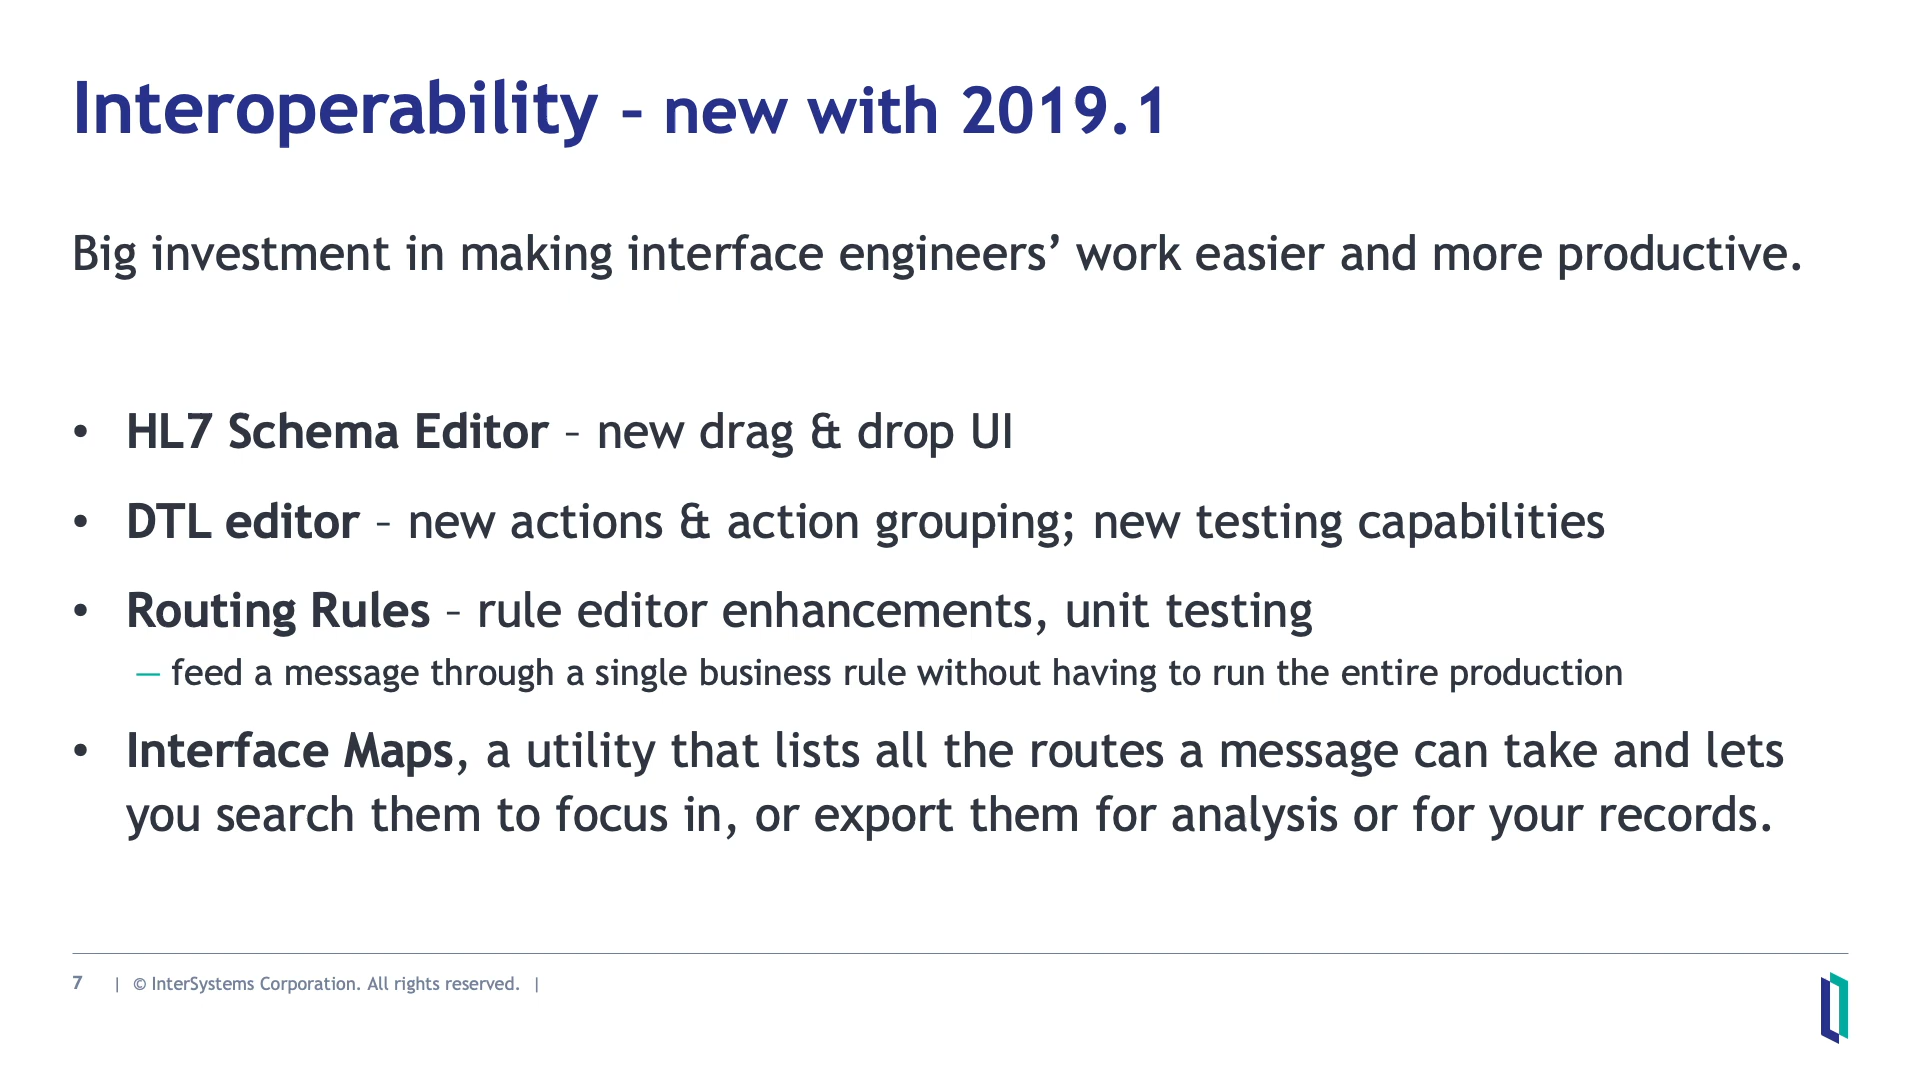 Interoperability – new with 2019.1
Big investment in making interface engineers’ work easier and more productive.
• HL7 Schema Editor – new drag & drop UI
• DTL editor – new actions & action grouping; new testing capabilities
• Routing Rules – rule editor enhancements, unit testing
— feed a message through a single business rule without having to run the entire production
• Interface Maps, a utility that lists all the routes a message can take and lets
you search them to focus in, or export them for analysis or for your records.
7 | © InterSystems Corporation. All rights reserved. |